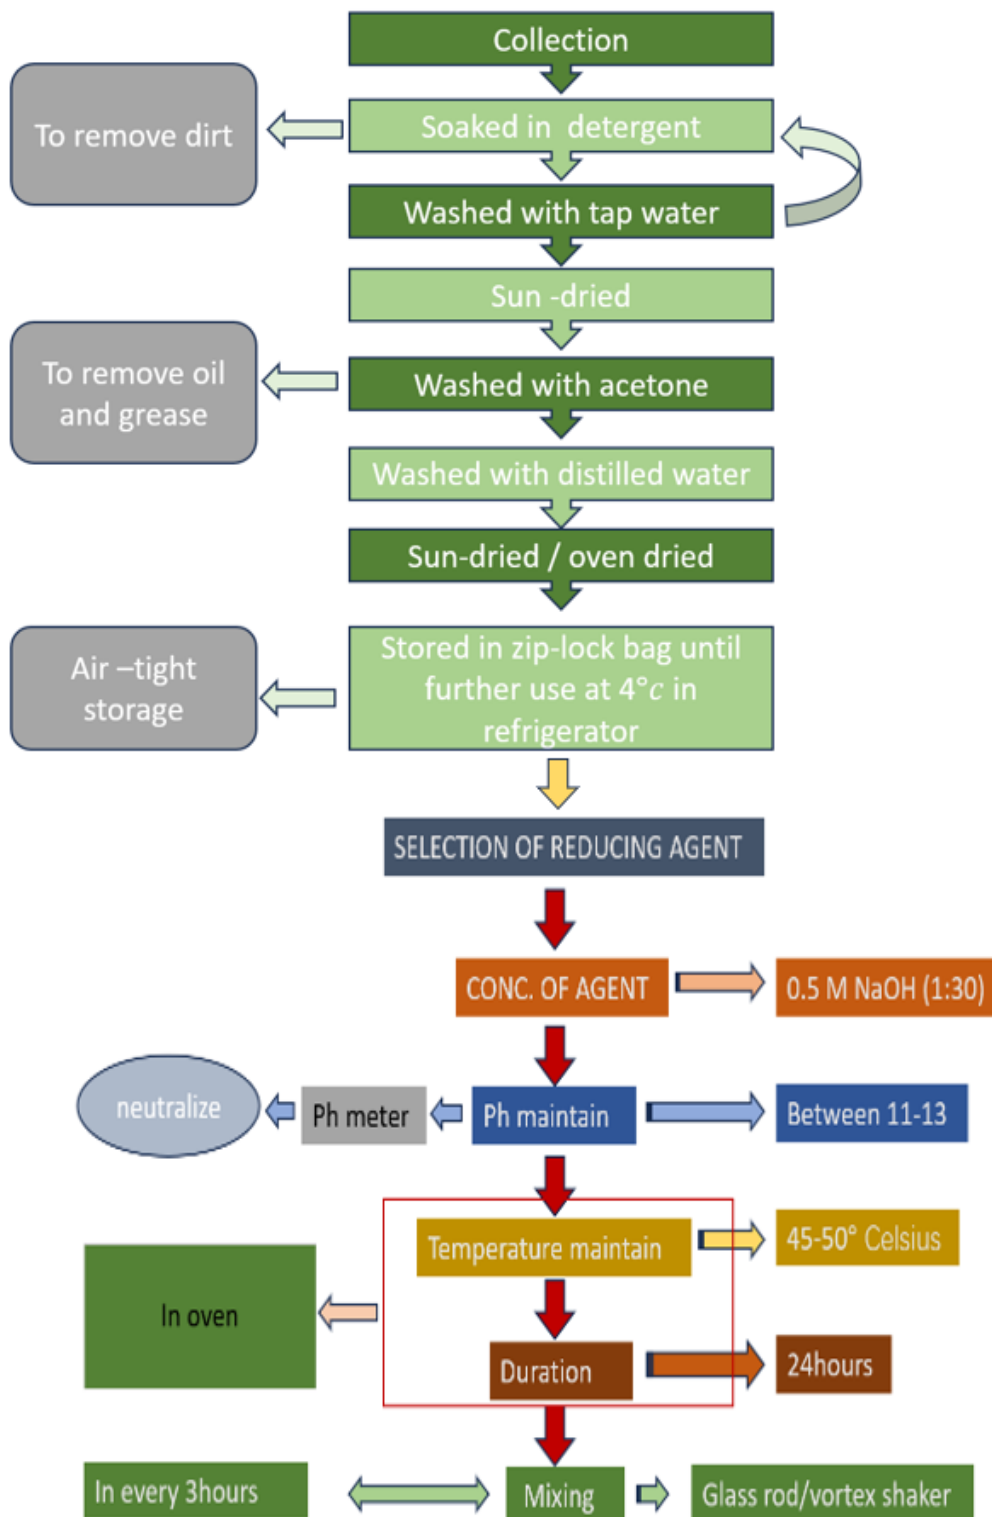 Collection
To remove dirt
Soaked in  detergent
Washed with tap water
Sun -dried
To remove oil
and grease
Washed with acetone
Washed with distilled water
Sun-dried / oven dried
Air –tight
storage
Stored in zip-lock bag until
further use at 4°c in
refrigerator
SELECTION OF REDUCING AGENT
CONC. OF AGENT
0.5 M NaOH (1:30)
neutralize
Ph meter
Ph maintain
Between 11-13
Temperature maintain
45-50° Celsius
In oven
Duration
24hours
In every 3hours
Mixing
Glass rod/vortex shaker